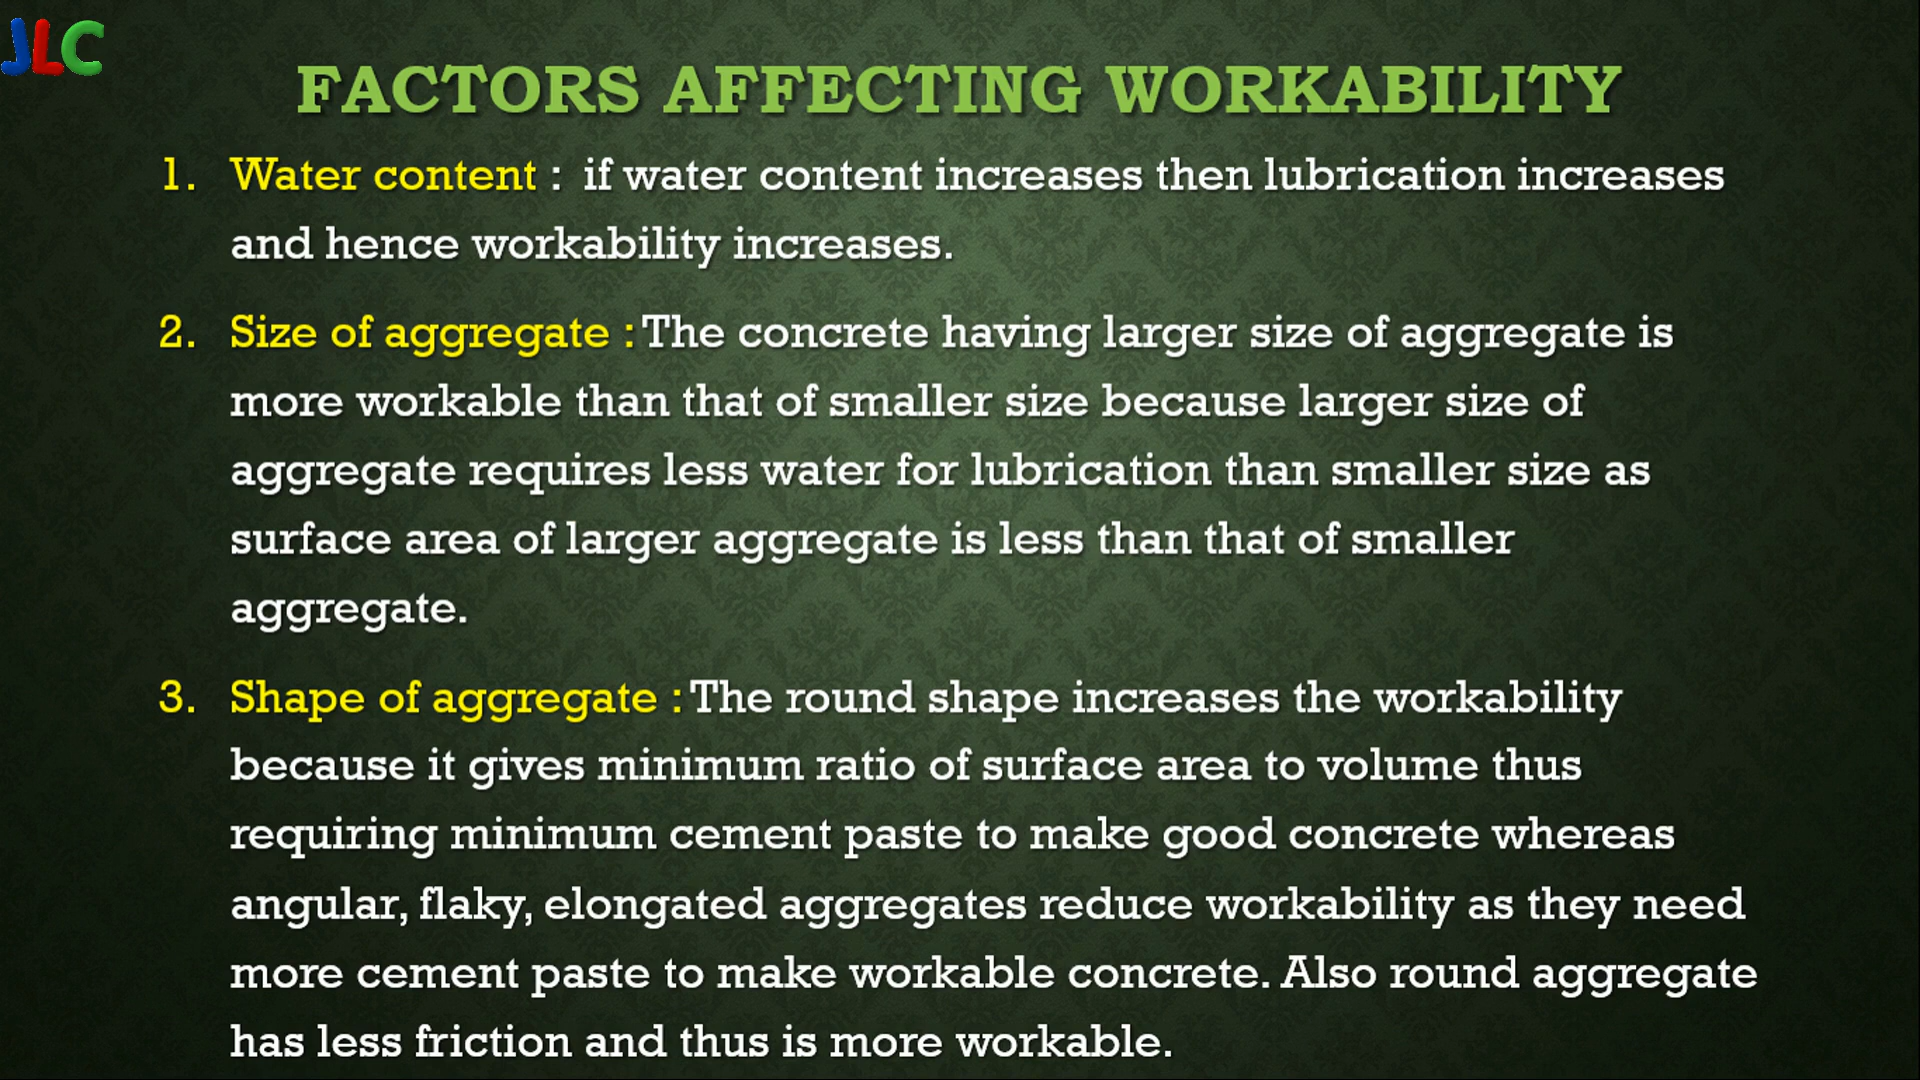 JLC
FACTORS AFFECTING WORKABILITY
1. Water content : if water content increases then lubrication increases
and hence workability increases.
2. Size of aggregate : The concrete having larger size of aggregate is
more workable than that of smaller size because larger size of
aggregate requires less water for lubrication than smaller size as
surface area of larger aggregate is less than that of smaller
aggregate.
3. Shape of aggregate : The round shape increases the workability
because it gives minimum ratio of surface area to volume thus
requiring minimum cement paste to make good concrete whereas
angular, flaky, elongated aggregates reduce workability as they need
more cement paste to make workable concrete. Also round aggregate
has less friction and thus is more workable.